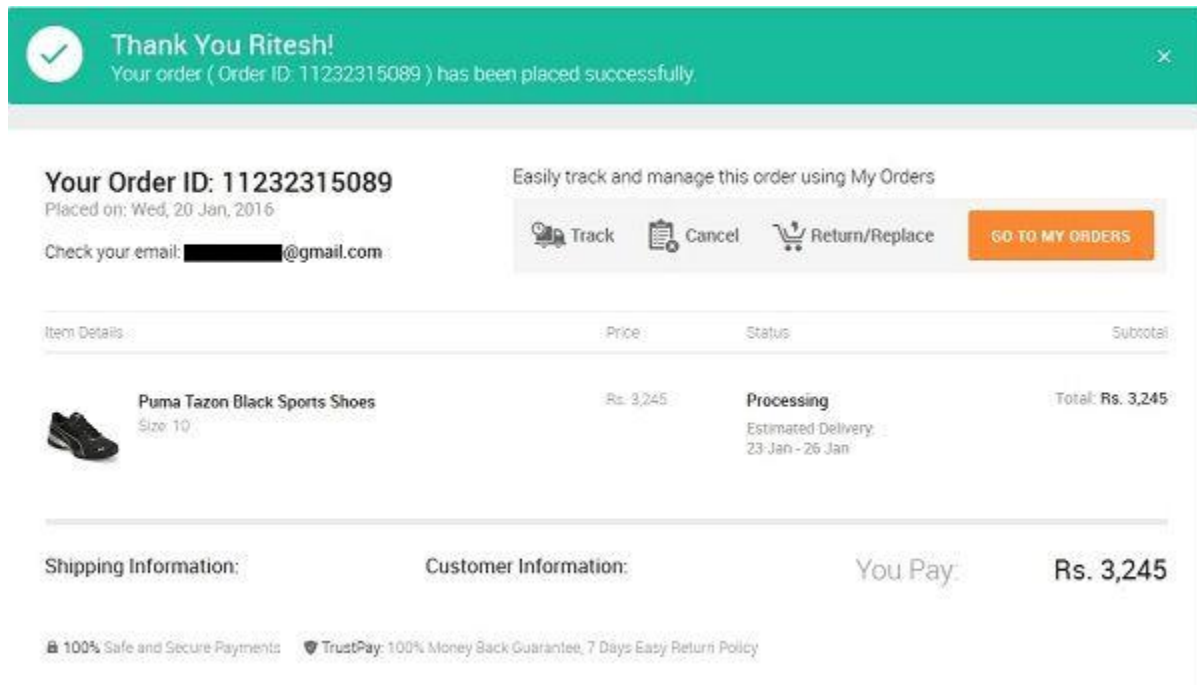 Thank You Ritesh!
Your order ( Order ID: 11232315089 ) has been placed successfully.
Your Order ID: 11232315089
Placed on: Wed, 20 Jan, 2016
Check your email: @gmail.com
Easily track and manage this order using My Orders
Track Cancel Return/Replace GO TO MY ORDERS
Item Details Price Status Subtotal
Puma Tazon Black Sports Shoes Rs. 3,245 Processing Total: Rs. 3,245
Size: 10 Estimated Delivery:
23 Jan - 26 Jan
Shipping Information: Customer Information: You Pay: Rs. 3,245
100% Safe and Secure Payments TrustPay: 100% Money Back Guarantee, 7 Days Easy Return Policy